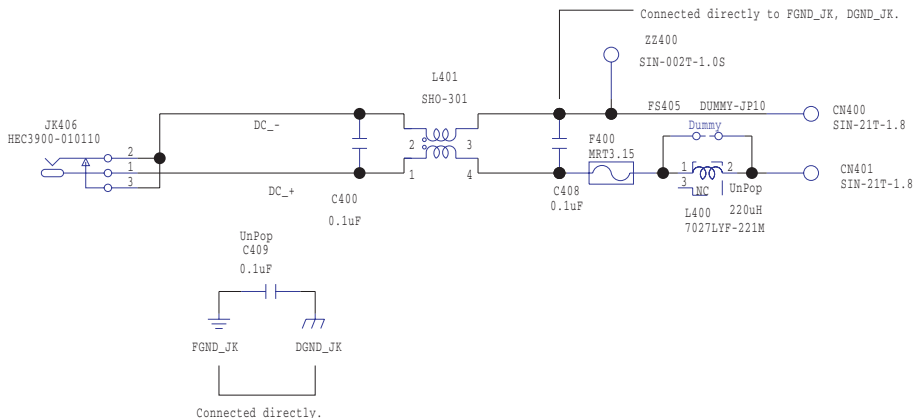 Connected directly to FGND_JK, DGND_JK.
ZZ400
SIN-002T-1.0S
L401
SHO-301
JK406
HEC3900-010110
DC_-
FS405 DUMMY-JP10
CN400
SIN-21T-1.8
Dummy
F400
MRT3.15
2
1
3
2
3
1
4
DC_+
C400
0.1uF
C408
0.1uF
1
2
3
NC
UnPop
L400
220uH
7027LYF-221M
CN401
SIN-21T-1.8
UnPop
C409
0.1uF
FGND_JK
DGND_JK
Connected directly.